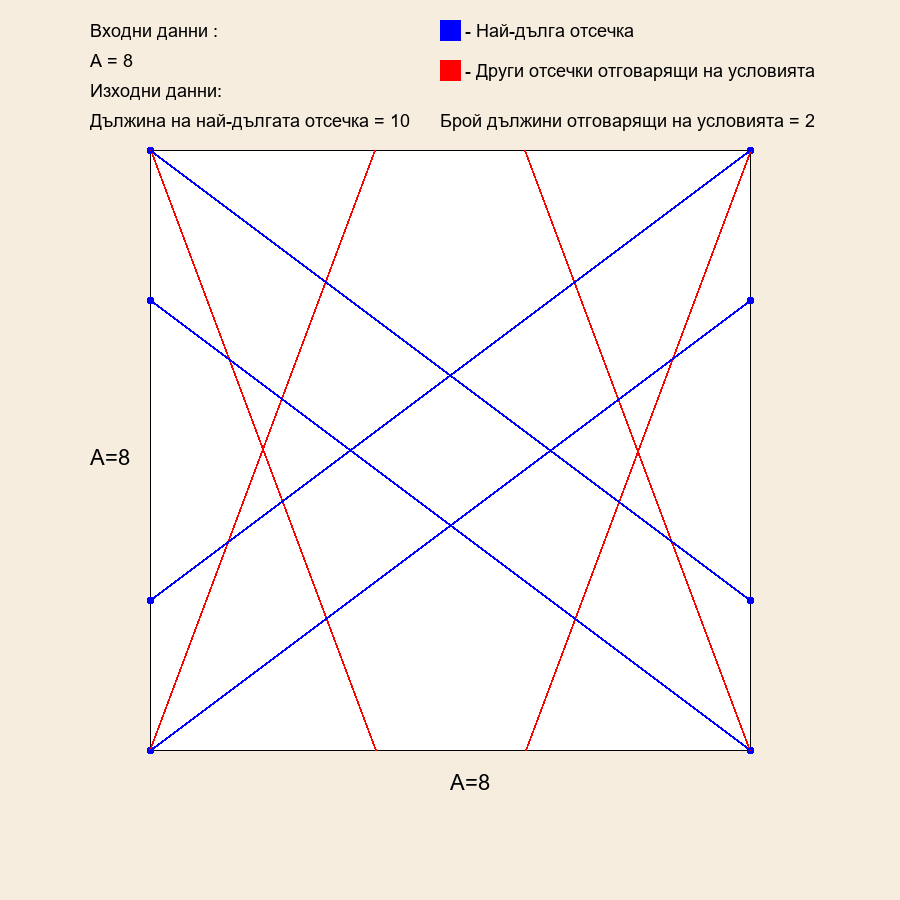 Входни данни :
A = 8
Изходни данни:
Дължина на най-дългата отсечка = 10
- Най-дълга отсечка
- Други отсечки отговарящи на условията
Брой дължини отговарящи на условията = 2
A=8
A=8